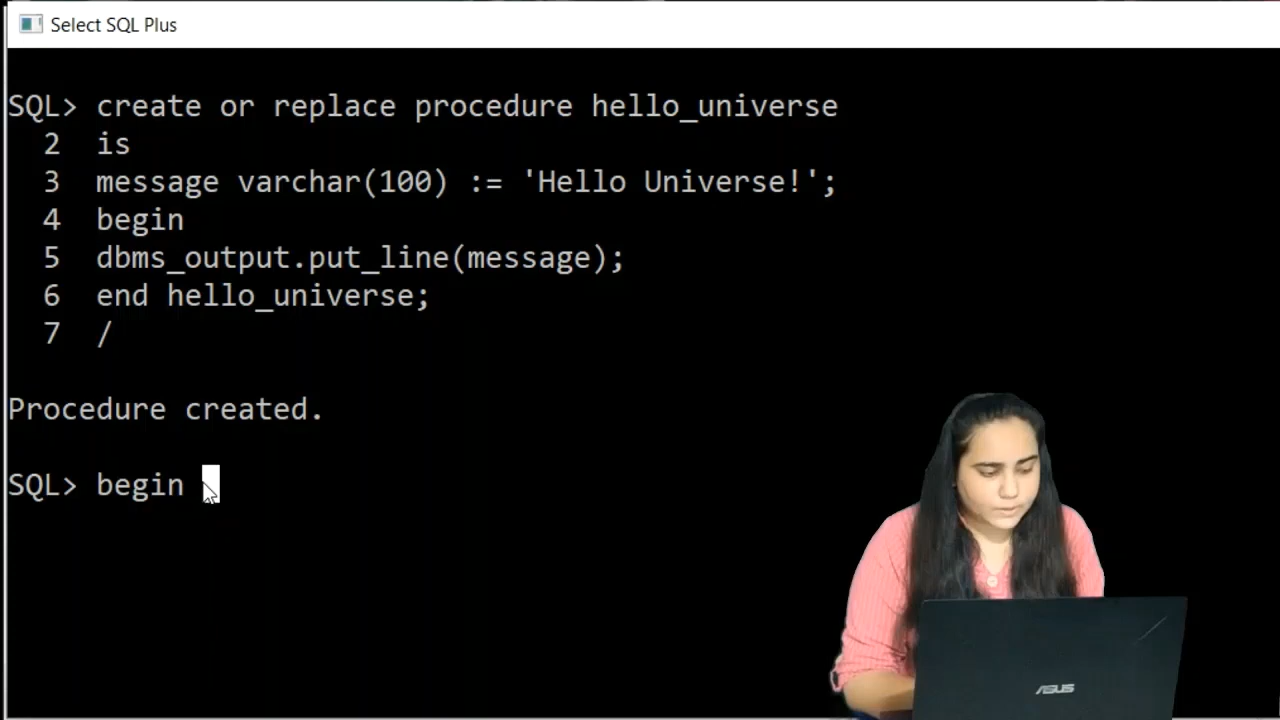 Select SQL Plus
SQL> create or replace procedure hello_universe
2 is
3 message varchar(100) := 'Hello Universe!';
4 begin
5 dbms_output.put_line(message);
6 end hello_universe;
7 /
Procedure created.
SQL> begin
ASUS